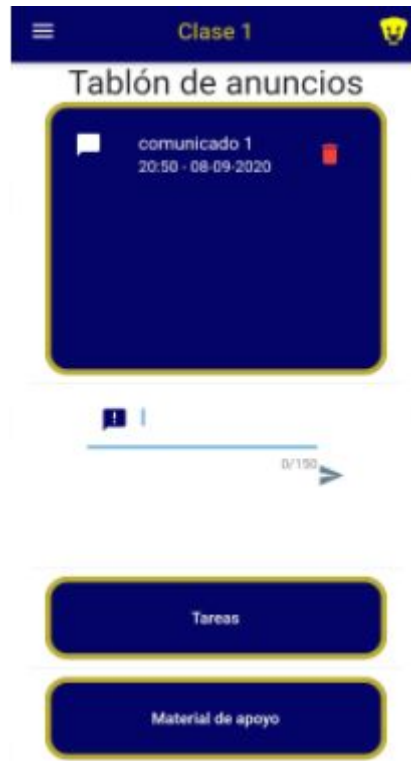 Clase 1
Tablón de anuncios
comunicado 1
20:50 - 08-09-2020
0/150
Tareas
Material de apoyo